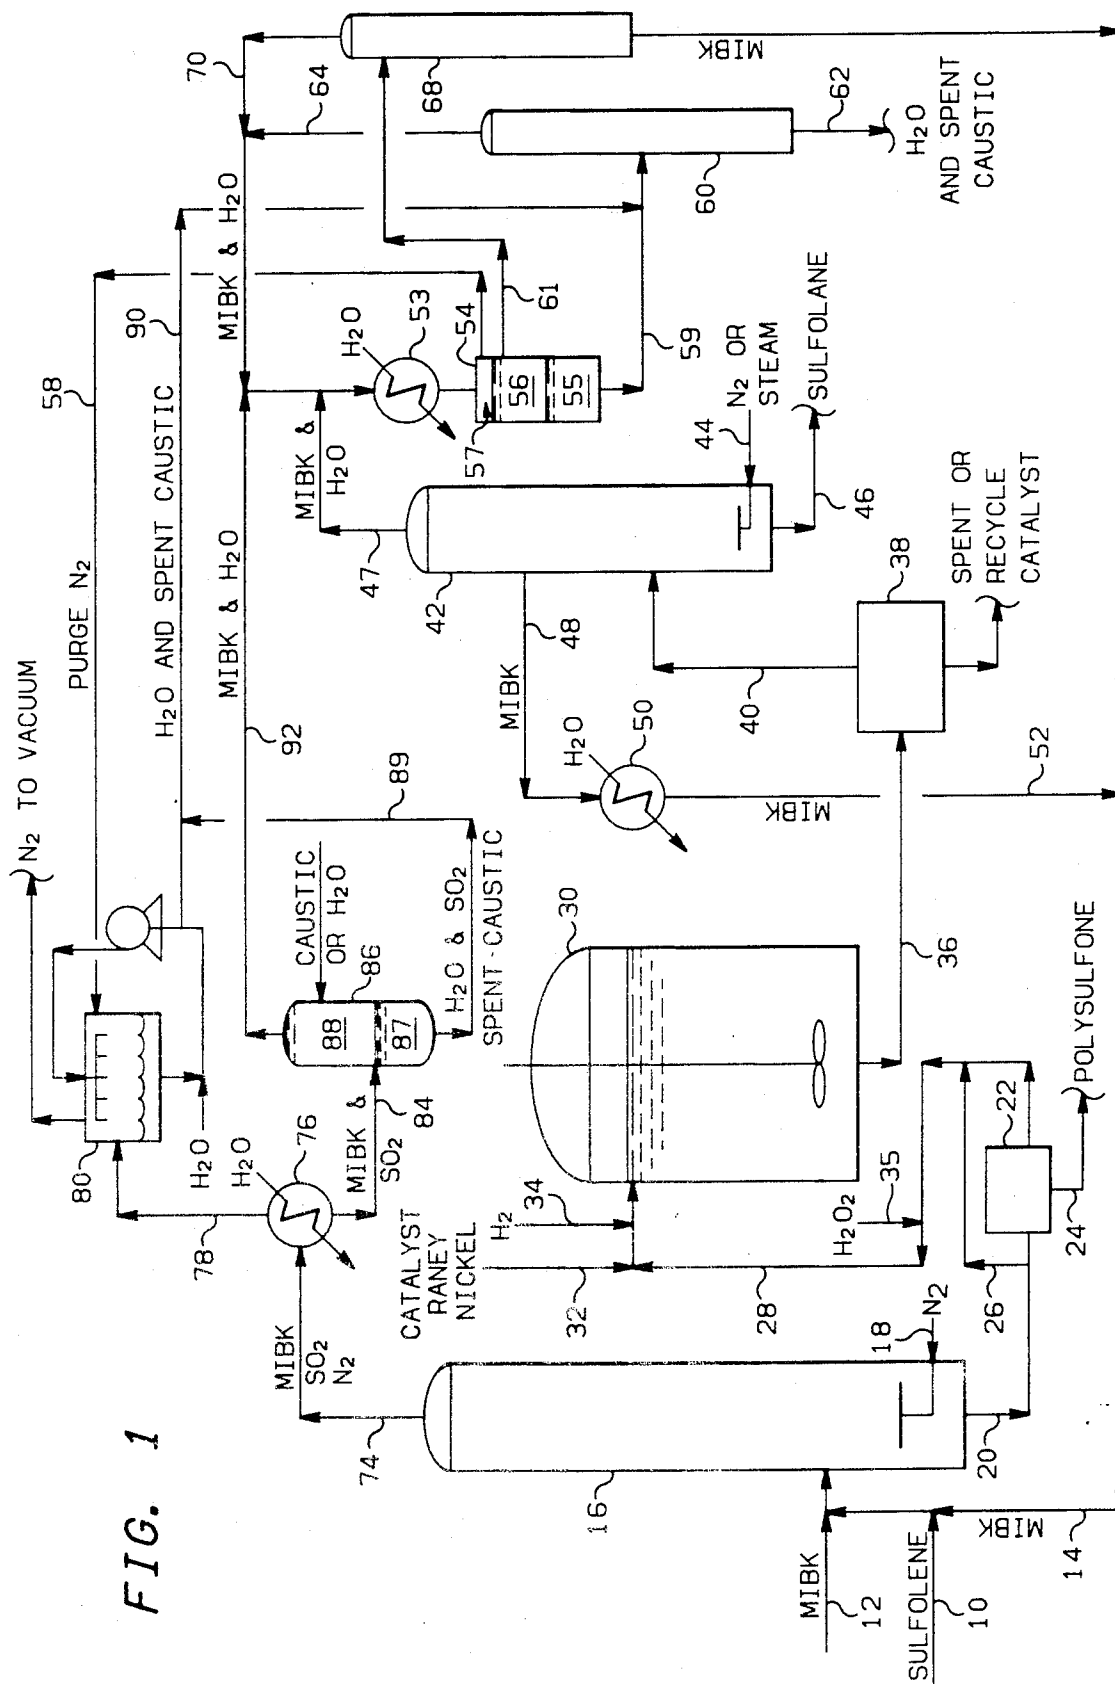 FIG. 1
N2 TO VACUUM
PURGE N2
58
H2O AND SPENT CAUSTIC
90
MIBK & H2O
70
64
MIBK & H2O
92
80
H2O
78
H2O
76
MIBK &
SO2
84
CAUSTIC
OR H2O
86
88
87
89
H2O & SO2
SPENT-CAUSTIC
MIBK
SO2
N2
74
16
CATALYST
RANEY
NICKEL
32
H2
34
30
28
H2O2
35
36
18
N2
20
26
22
24
POLYSULFONE
MIBK
12
SULFOLENE
10
MIBK
14
MIBK &
H2O
47
42
48
MIBK
H2O
50
MIBK
52
40
38
SPENT OR
RECYCLE
CATALYST
44
N2 OR
STEAM
46
SULFOLANE
H2O
53
54
57
56
55
61
59
68
MIBK
60
62
H2O
AND SPENT
CAUSTIC